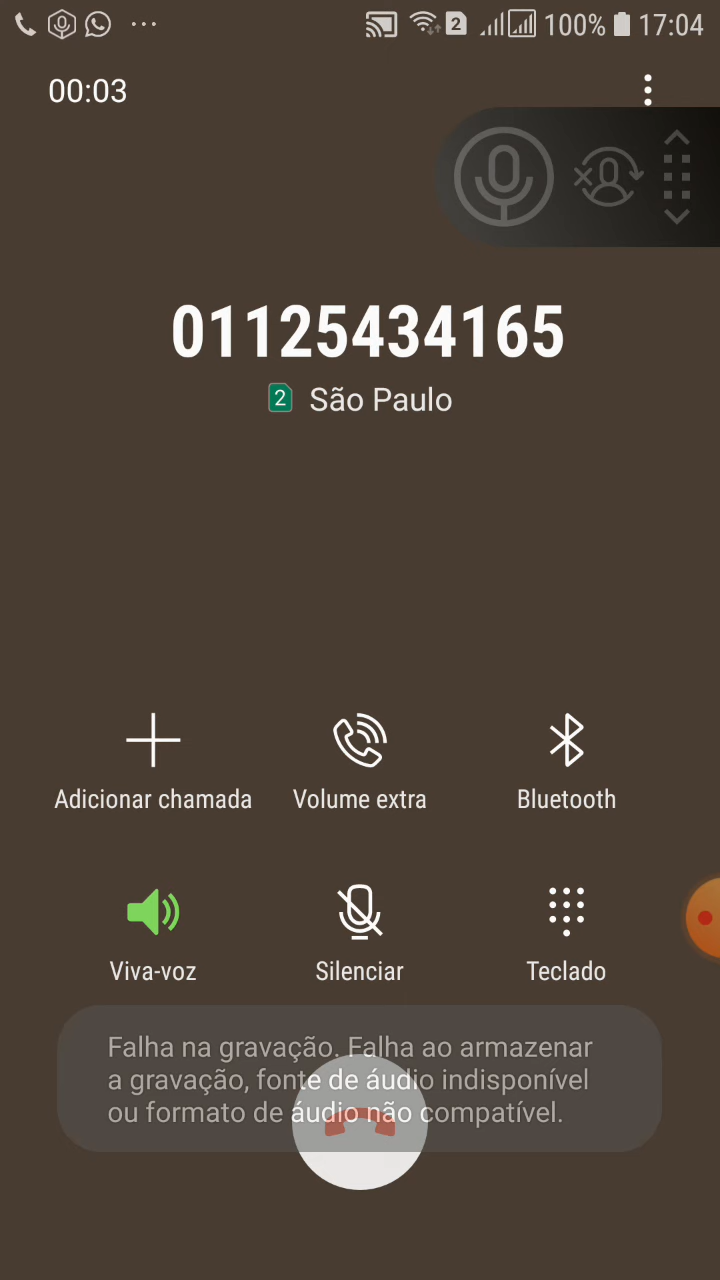 2 100% 17:04
00:03
01125434165
2 São Paulo
Adicionar chamada Volume extra Bluetooth
Viva-voz Silenciar Teclado
Falha na gravação. Falha ao armazenar
a gravação, fonte de áudio indisponível
ou formato de áudio não compatível.